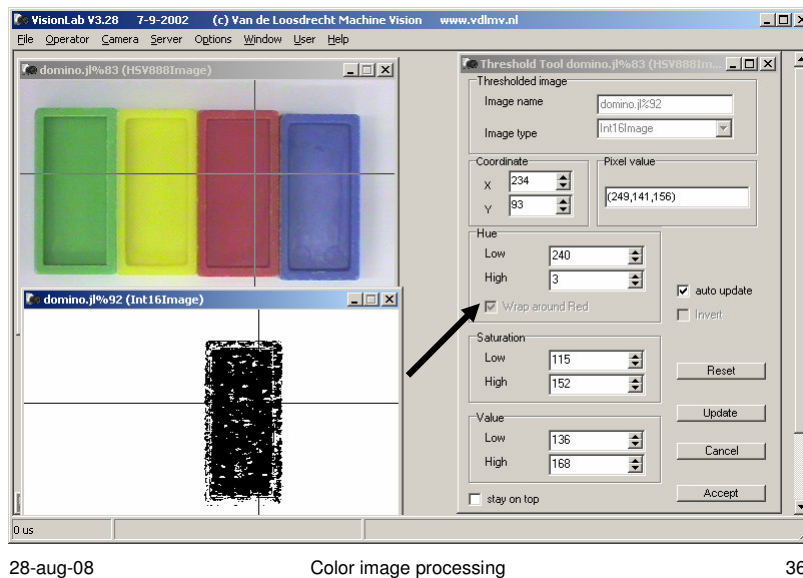 VisionLab V3.28 7-9-2002 (c) Van de Loosdrecht Machine Vision www.vdlmv.nl
File Operator Camera Server Options Window User Help
domino.jl%83 (HSV888Image)
Threshold Tool domino.jl%83 (HSV888Im...
Thresholded image
Image name domino.jl%92
Image type Int16Image
Coordinate
X 234
Y 93
Pixel value
(249,141,156)
Hue
Low 240
High 3
Wrap around Red
auto update
Invert
domino.jl%92 (Int16Image)
Saturation
Low 115
High 152
Reset
Update
Value
Low 136
High 168
Cancel
stay on top
Accept
0 us
28-aug-08 Color image processing 36